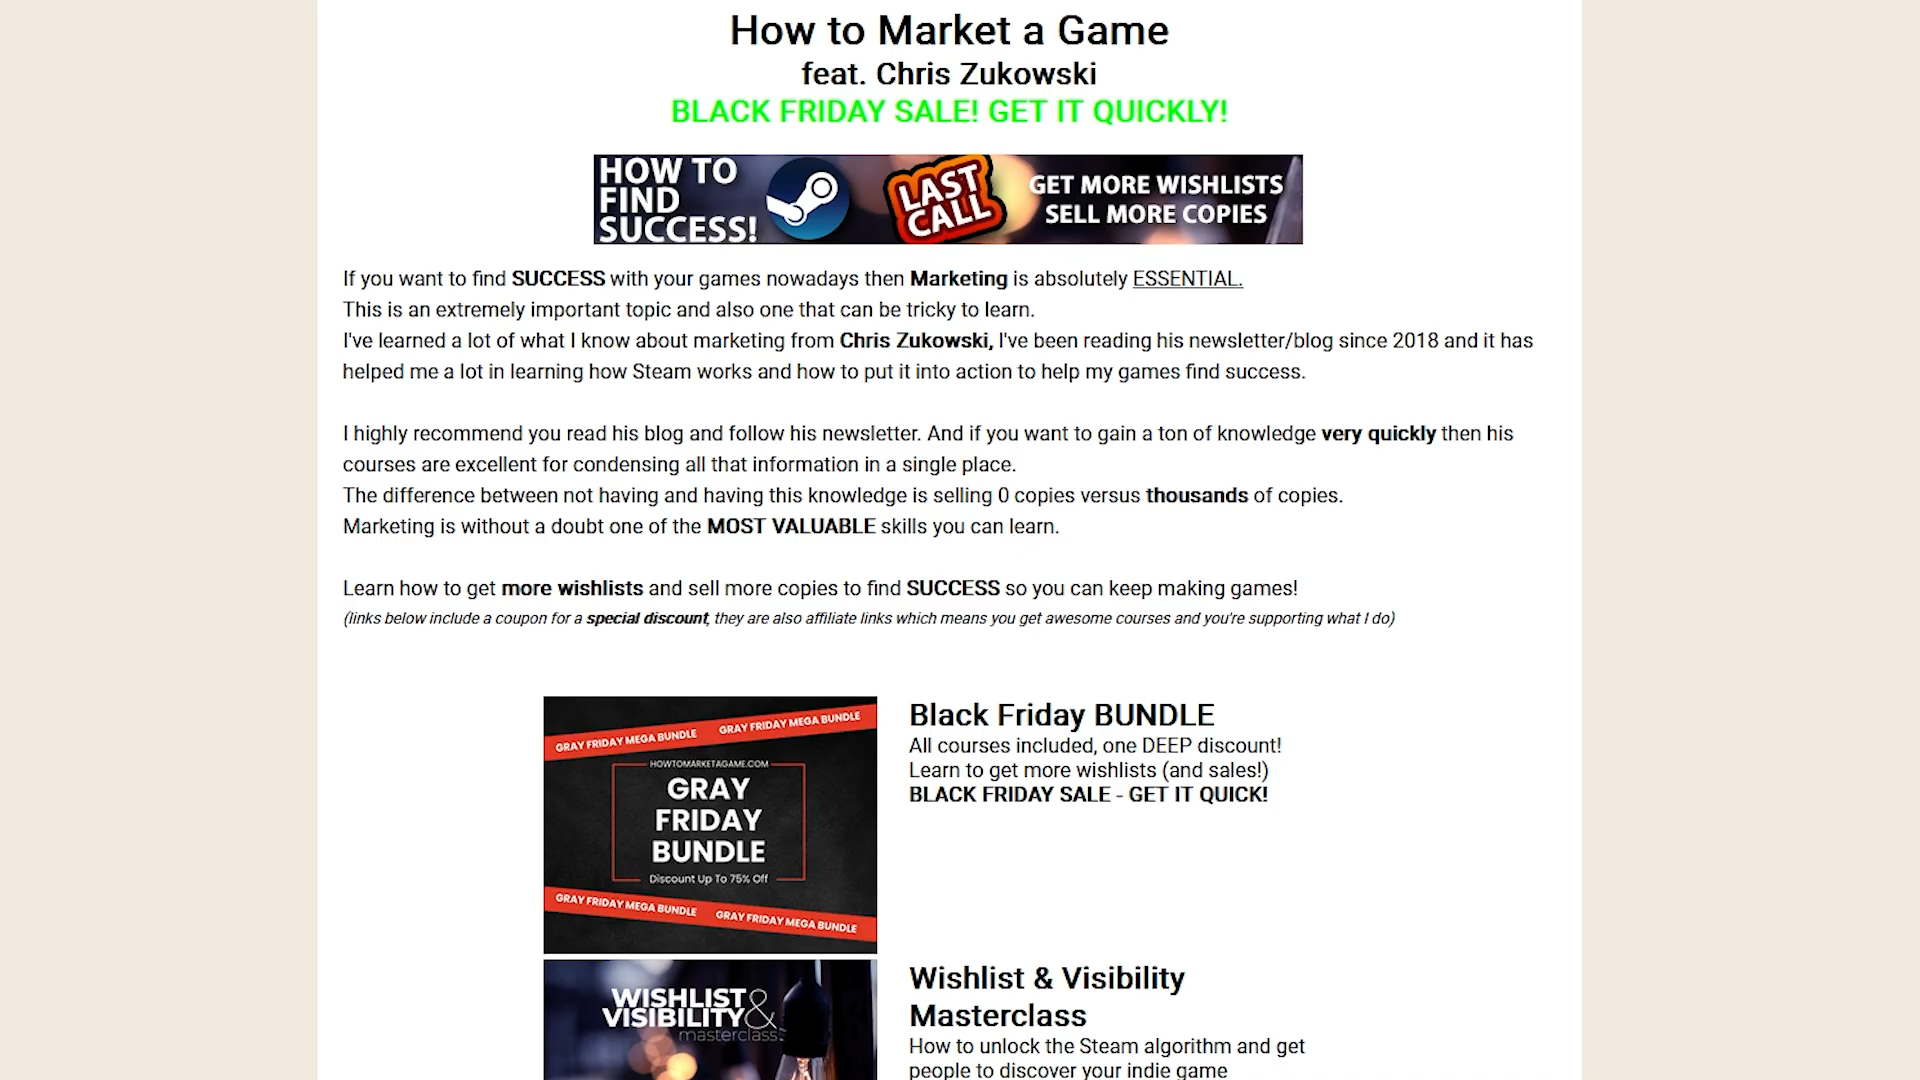 How to Market a Game
feat. Chris Zukowski
BLACK FRIDAY SALE! GET IT QUICKLY!
HOW TO
FIND
SUCCESS!
LAST
CALL
GET MORE WISHLISTS
SELL MORE COPIES
If you want to find SUCCESS with your games nowadays then Marketing is absolutely ESSENTIAL.
This is an extremely important topic and also one that can be tricky to learn.
I've learned a lot of what I know about marketing from Chris Zukowski, I've been reading his newsletter/blog since 2018 and it has
helped me a lot in learning how Steam works and how to put it into action to help my games find success.
I highly recommend you read his blog and follow his newsletter. And if you want to gain a ton of knowledge very quickly then his
courses are excellent for condensing all that information in a single place.
The difference between not having and having this knowledge is selling 0 copies versus thousands of copies.
Marketing is without a doubt one of the MOST VALUABLE skills you can learn.
Learn how to get more wishlists and sell more copies to find SUCCESS so you can keep making games!
(links below include a coupon for a special discount, they are also affiliate links which means you get awesome courses and you're supporting what I do)
GRAY FRIDAY MEGA BUNDLE GRAY FRIDAY MEGA BUNDLE
HOWTOMARKETAGAME.COM
GRAY
FRIDAY
BUNDLE
Discount Up To 75% Off
GRAY FRIDAY MEGA BUNDLE GRAY FRIDAY MEGA BUNDLE
Black Friday BUNDLE
All courses included, one DEEP discount!
Learn to get more wishlists (and sales!)
BLACK FRIDAY SALE - GET IT QUICK!
WISHLIST &
VISIBILITY
masterclass
Wishlist & Visibility
Masterclass
How to unlock the Steam algorithm and get
people to discover your indie game